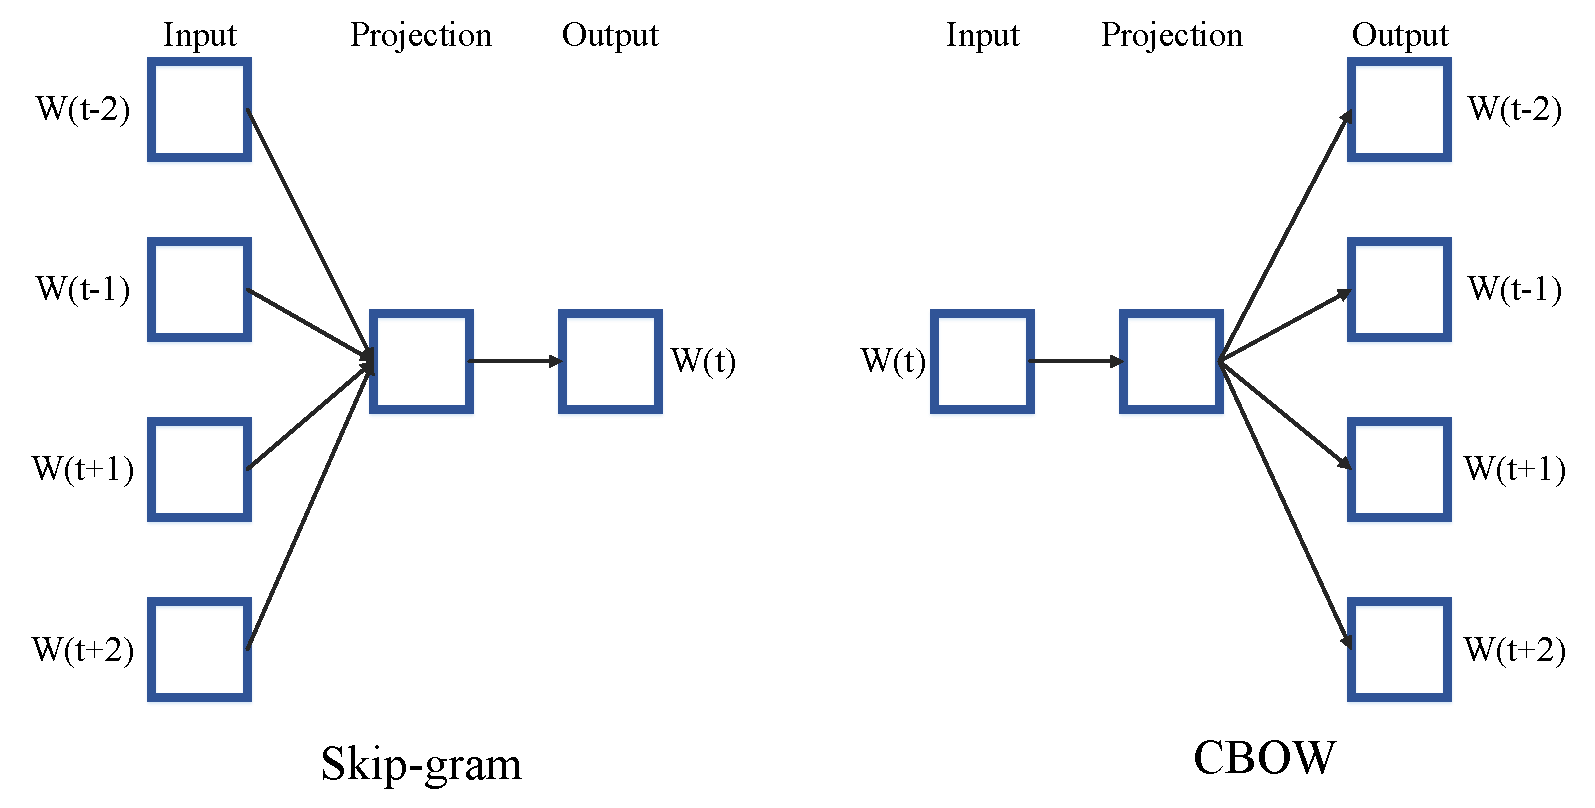 Input Projection Output
W(t-2)
W(t-1)
W(t)
W(t+1)
W(t+2)
Skip-gram
Input Projection Output
W(t-2)
W(t-1)
W(t)
W(t+1)
W(t+2)
CBOW